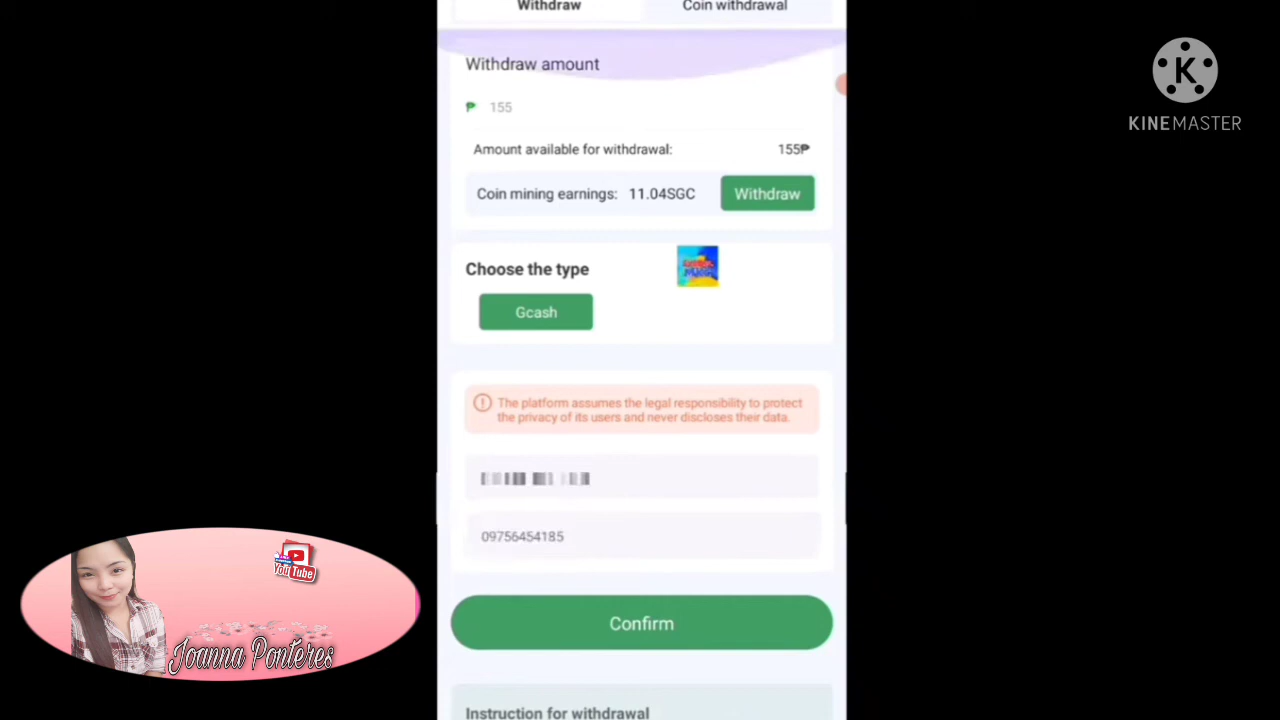 Withdraw
Coin withdrawal
Withdraw amount
₱ 155
Amount available for withdrawal: 155₱
Coin mining earnings: 11.04SGC
Withdraw
Choose the type
Gcash
The platform assumes the legal responsibility to protect
the privacy of its users and never discloses their data.
09756454185
Confirm
Instruction for withdrawal
K
KINEMASTER
YouTube
Joanna Ponteres